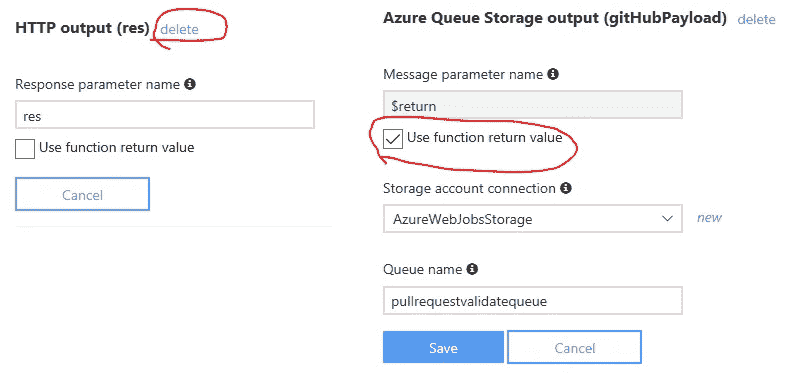 HTTP output (res) delete
Response parameter name
res
Use function return value
Cancel
Azure Queue Storage output (gitHubPayload) delete
Message parameter name
$return
Use function return value
Storage account connection
AzureWebJobsStorage new
Queue name
pullrequestvalidatequeue
Save Cancel